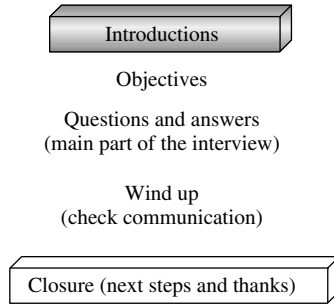 Introductions
Objectives
Questions and answers
(main part of the interview)
Wind up
(check communication)
Closure (next steps and thanks)